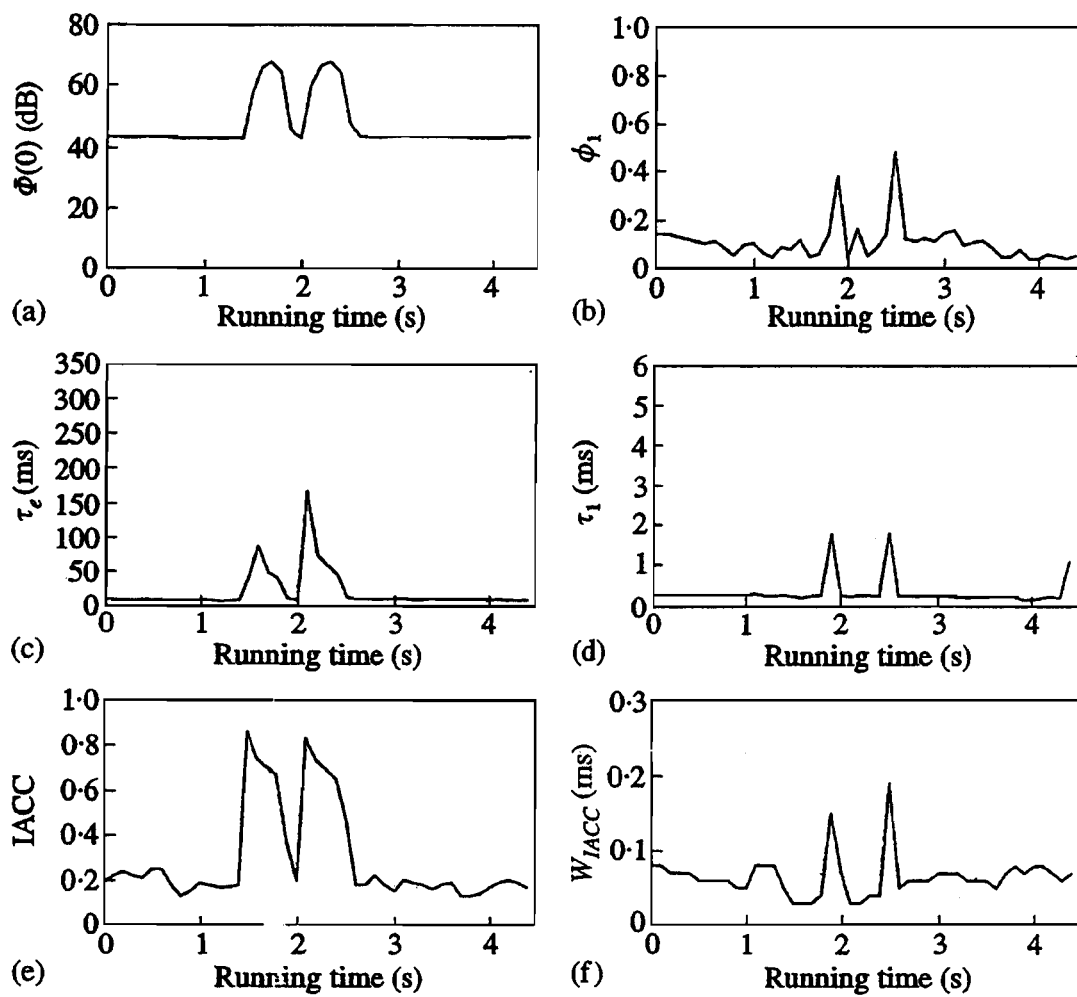 80
60
40
20
0
Φ(0) (dB)
0 1 2 3 4
(a) Running time (s)
1·0
0·8
0·6
0·4
0·2
0
ϕ₁
0 1 2 3 4
(b) Running time (s)
350
300
250
200
150
100
50
0
τₑ (ms)
0 1 2 3 4
(c) Running time (s)
6
5
4
3
2
1
0
τ₁ (ms)
0 1 2 3 4
(d) Running time (s)
1·0
0·8
0·6
0·4
0·2
0
IACC
0 1 2 3 4
(e) Running time (s)
0·3
0·2
0·1
0
W_IACC (ms)
0 1 2 3 4
(f) Running time (s)